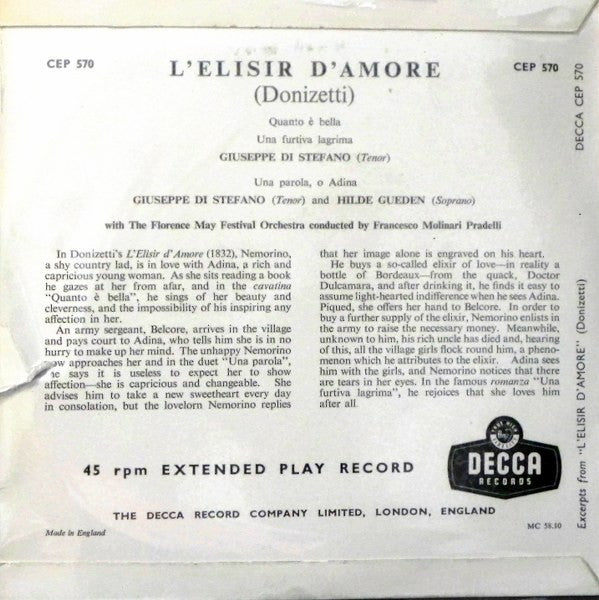 CEP 570
L'ELISIR D'AMORE
CEP 570
(Donizetti)
Quanto è bella
Una furtiva lagrima
GIUSEPPE DI STEFANO (Tenor)
Una parola, o Adina
GIUSEPPE DI STEFANO (Tenor) and HILDE GUEDEN (Soprano)
with The Florence May Festival Orchestra conducted by Francesco Molinari Pradelli
In Donizetti's L'Elisir d'Amore (1832), Nemorino,
a shy country lad, is in love with Adina, a rich and
capricious young woman. As she sits reading a book
he gazes at her from afar, and in the cavatina
"Quanto è bella", he sings of her beauty and
cleverness, and the impossibility of his inspiring any
affection in her.
An army sergeant, Belcore, arrives in the village
and pays court to Adina, who tells him she is in no
hurry to make up her mind. The unhappy Nemorino
ow approaches her and in the duet "Una parola",
he says it is useless to expect her to show
affection—she is capricious and changeable. She
advises him to take a new sweetheart every day
in consolation, but the lovelorn Nemorino replies
that her image alone is engraved on his heart.
He buys a so-called elixir of love—in reality a
bottle of Bordeaux—from the quack, Doctor
Dulcamara, and after drinking it, he finds it easy to
assume light-hearted indifference when he sees Adina.
Piqued, she offers her hand to Belcore. In order to
buy a further supply of the elixir, Nemorino enlists in
the army to raise the necessary money. Meanwhile,
unknown to him, his rich uncle has died and, hearing
of this, all the village girls flock round him, a pheno-
menon which he attributes to the elixir. Adina sees
him with the girls, and Nemorino notices that there
are tears in her eyes. In the famous romanza "Una
furtiva lagrima", he rejoices that she loves him
after all
45 rpm EXTENDED PLAY RECORD
DECCA
RECORDS
THE DECCA RECORD COMPANY LIMITED, LONDON, ENGLAND
Made in England
MC 58.10
DECCA CEP 570
Excerpts from "L'ELISIR D'AMORE" (Donizetti)